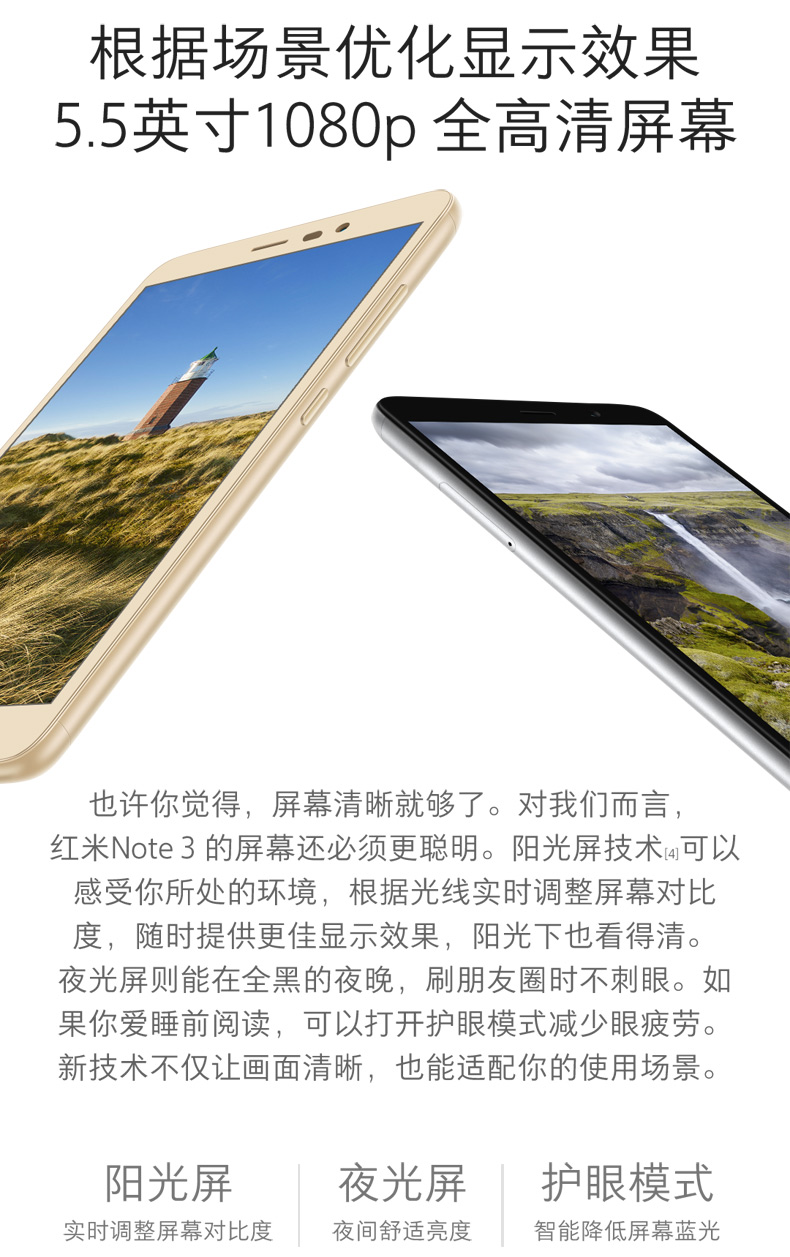 根据场景优化显示效果
5.5英寸1080p 全高清屏幕
也许你觉得，屏幕清晰就够了。对我们而言，
红米Note 3 的屏幕还必须更聪明。阳光屏技术[4]可以
感受你所处的环境，根据光线实时调整屏幕对比
度，随时提供更佳显示效果，阳光下也看得清。
夜光屏则能在全黑的夜晚，刷朋友圈时不刺眼。如
果你爱睡前阅读，可以打开护眼模式减少眼疲劳。
新技术不仅让画面清晰，也能适配你的使用场景。
阳光屏 夜光屏 护眼模式
实时调整屏幕对比度 夜间舒适亮度 智能降低屏幕蓝光